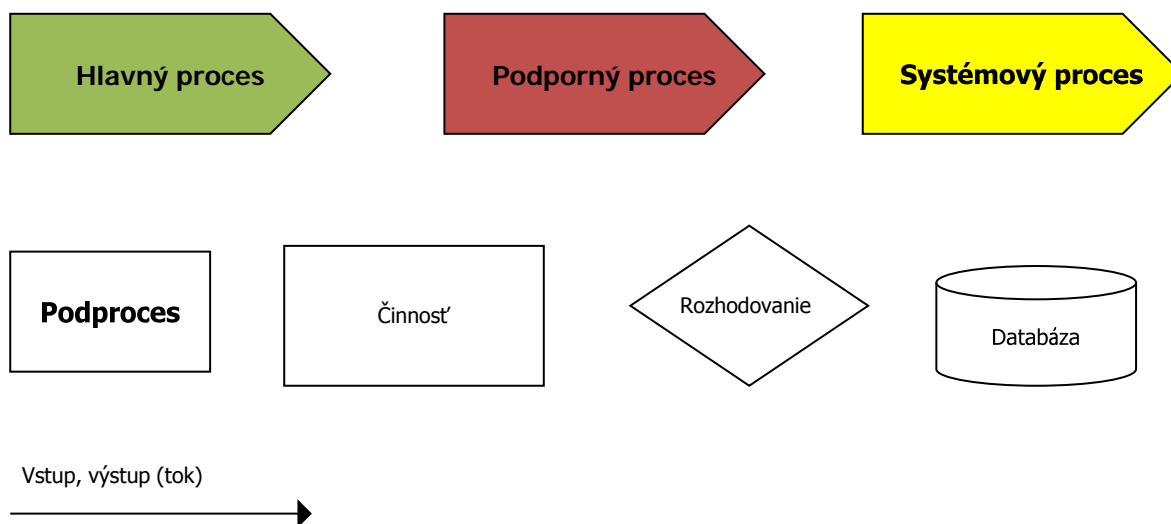 Hlavný proces
Podporný proces
Systémový proces
Podproces
Činnosť
Rozhodovanie
Databáza
Vstup, výstup (tok)